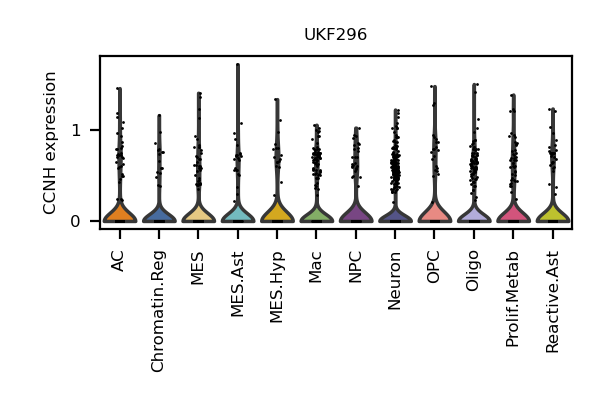 UKF296
CCNH expression
1
0
AC
Chromatin.Reg
MES
MES.Ast
MES.Hyp
Mac
NPC
Neuron
OPC
Oligo
Prolif.Metab
Reactive.Ast